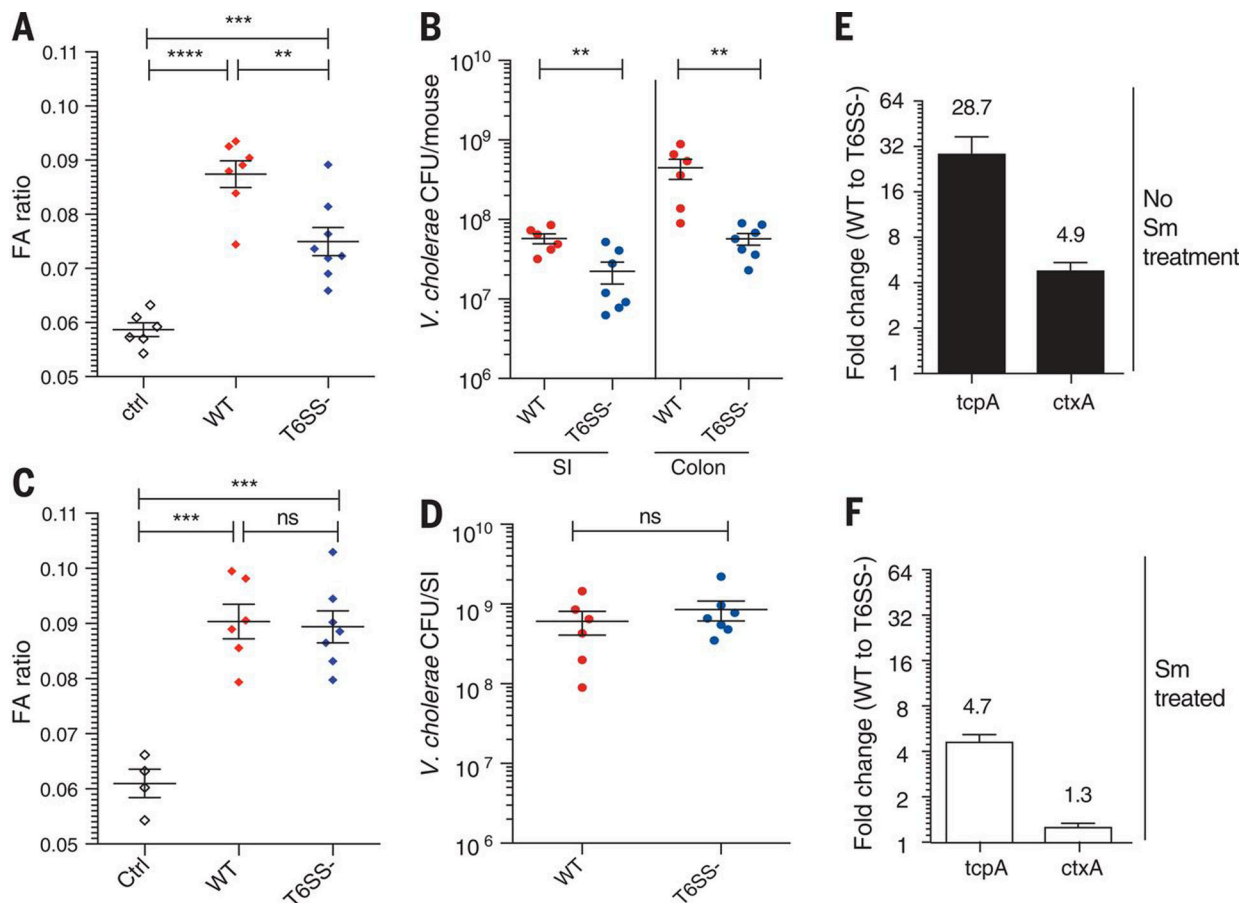 A
***
****
**
0.11
0.10
0.09
0.08
0.07
0.06
0.05
FA ratio
ctrl
WT
T6SS-
B
**
**
10^10
10^9
10^8
10^7
10^6
V. cholerae CFU/mouse
WT
T6SS-
WT
T6SS-
SI
Colon
E
64
32
16
8
4
2
1
Fold change (WT to T6SS-)
28.7
4.9
tcpA
ctxA
No
Sm
treatment
C
***
***
ns
0.11
0.10
0.09
0.08
0.07
0.06
0.05
FA ratio
Ctrl
WT
T6SS-
D
ns
10^10
10^9
10^8
10^7
10^6
V. cholerae CFU/SI
WT
T6SS-
F
64
32
16
8
4
2
1
Fold change (WT to T6SS-)
4.7
1.3
tcpA
ctxA
Sm
treated